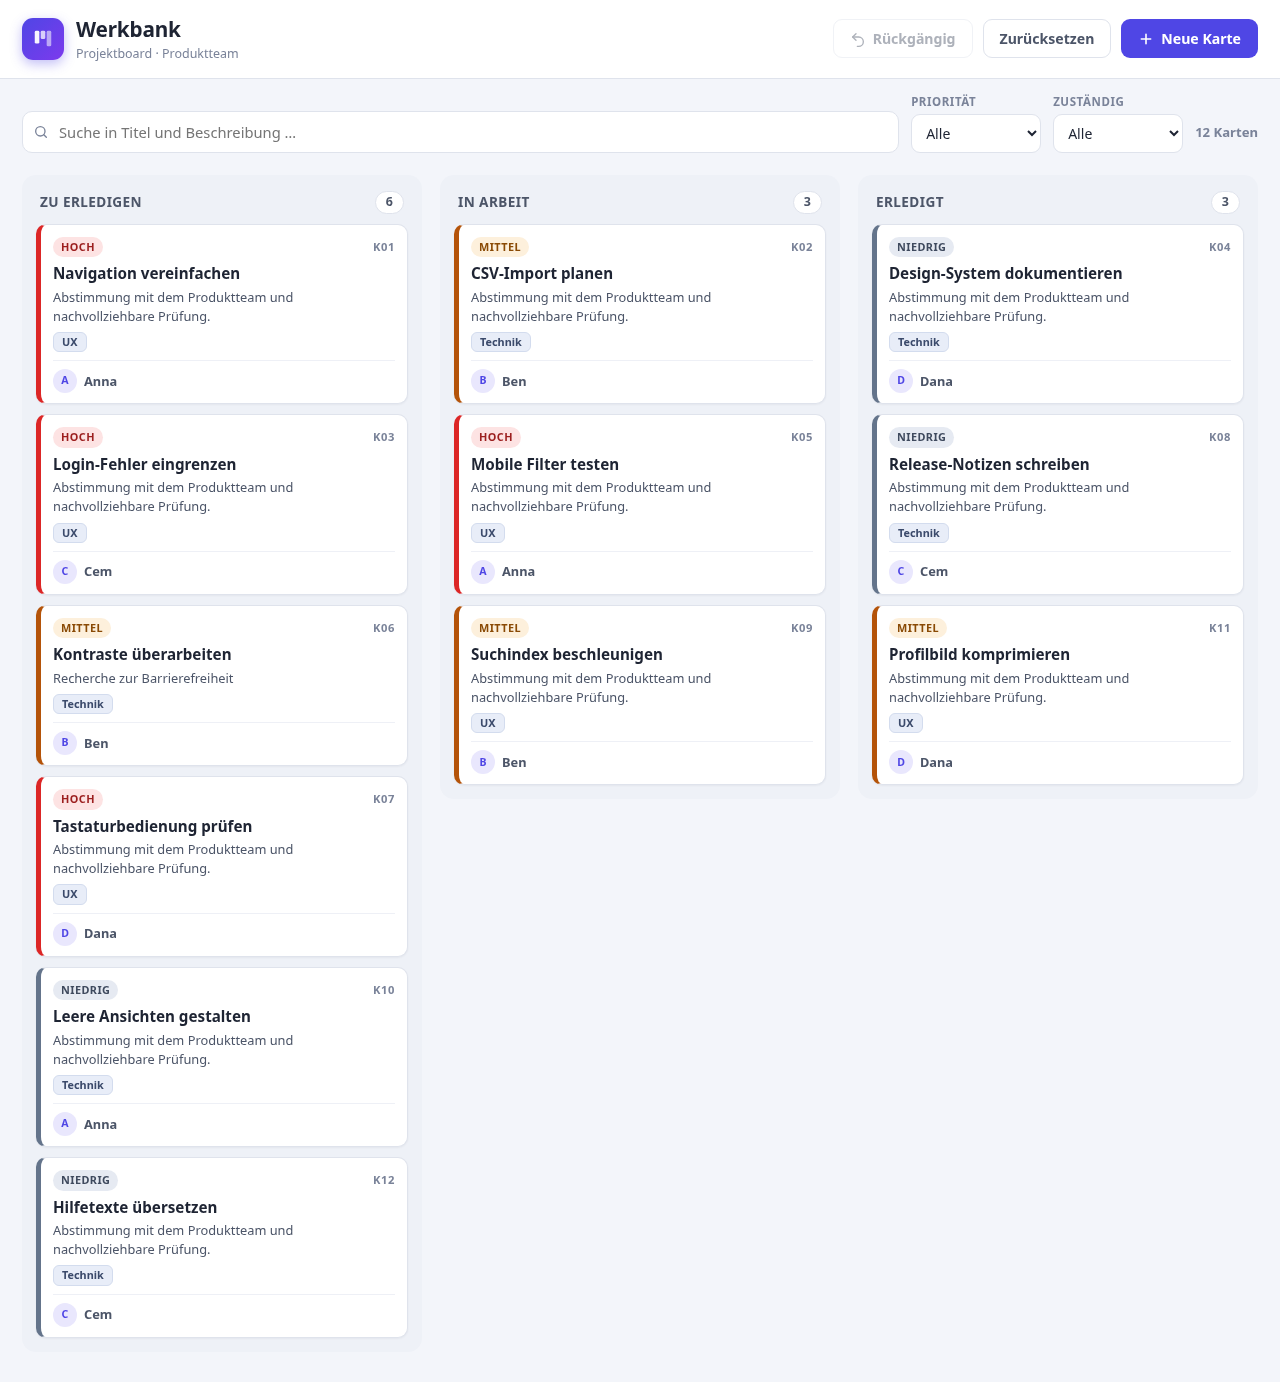 Werkbank
Projektboard · Produktteam
Rückgängig
Zurücksetzen
Neue Karte
Suche in Titel und Beschreibung …
PRIORITÄT
Alle
ZUSTÄNDIG
Alle
12 Karten
ZU ERLEDIGEN
6
HOCH
K01
Navigation vereinfachen
Abstimmung mit dem Produktteam und
nachvollziehbare Prüfung.
UX
A
Anna
HOCH
K03
Login-Fehler eingrenzen
Abstimmung mit dem Produktteam und
nachvollziehbare Prüfung.
UX
C
Cem
MITTEL
K06
Kontraste überarbeiten
Recherche zur Barrierefreiheit
Technik
B
Ben
HOCH
K07
Tastaturbedienung prüfen
Abstimmung mit dem Produktteam und
nachvollziehbare Prüfung.
UX
D
Dana
NIEDRIG
K10
Leere Ansichten gestalten
Abstimmung mit dem Produktteam und
nachvollziehbare Prüfung.
Technik
A
Anna
NIEDRIG
K12
Hilfetexte übersetzen
Abstimmung mit dem Produktteam und
nachvollziehbare Prüfung.
Technik
C
Cem
IN ARBEIT
3
MITTEL
K02
CSV-Import planen
Abstimmung mit dem Produktteam und
nachvollziehbare Prüfung.
Technik
B
Ben
HOCH
K05
Mobile Filter testen
Abstimmung mit dem Produktteam und
nachvollziehbare Prüfung.
UX
A
Anna
MITTEL
K09
Suchindex beschleunigen
Abstimmung mit dem Produktteam und
nachvollziehbare Prüfung.
UX
B
Ben
ERLEDIGT
3
NIEDRIG
K04
Design-System dokumentieren
Abstimmung mit dem Produktteam und
nachvollziehbare Prüfung.
Technik
D
Dana
NIEDRIG
K08
Release-Notizen schreiben
Abstimmung mit dem Produktteam und
nachvollziehbare Prüfung.
Technik
C
Cem
MITTEL
K11
Profilbild komprimieren
Abstimmung mit dem Produktteam und
nachvollziehbare Prüfung.
UX
D
Dana